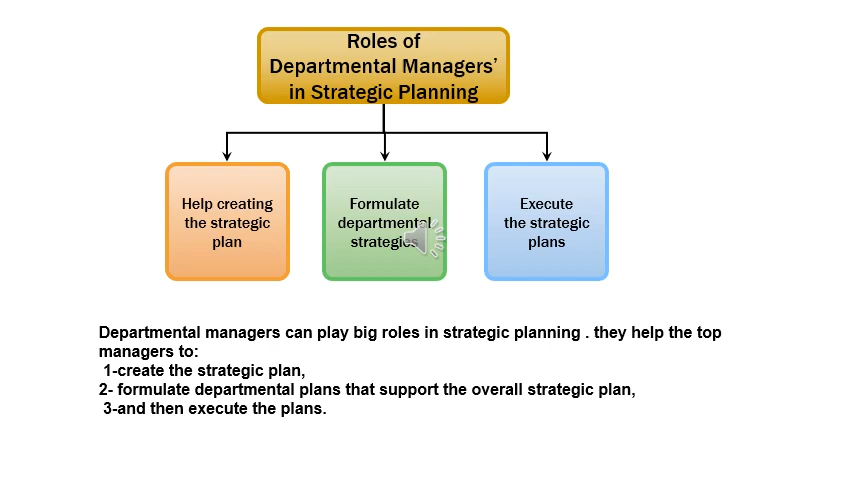 Roles of
Departmental Managers’
in Strategic Planning
Help creating
the strategic
plan
Formulate
departmental
strategies
Execute
the strategic
plans
Departmental managers can play big roles in strategic planning . they help the top
managers to:
1-create the strategic plan,
2- formulate departmental plans that support the overall strategic plan,
3-and then execute the plans.